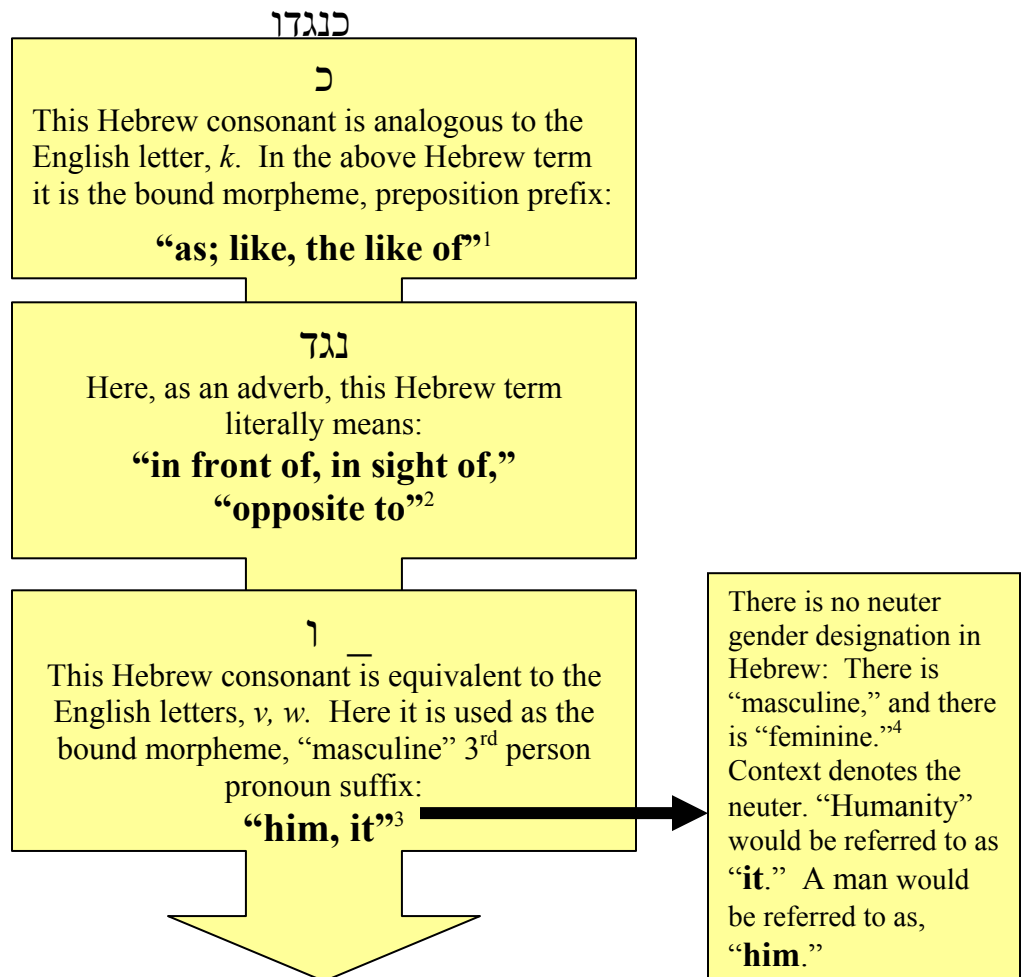 כנגדו
כ
This Hebrew consonant is analogous to the
English letter, k. In the above Hebrew term
it is the bound morpheme, preposition prefix:
“as; like, the like of”1
נגד
Here, as an adverb, this Hebrew term
literally means:
“in front of, in sight of,”
“opposite to”2
ו _
This Hebrew consonant is equivalent to the
English letters, v, w. Here it is used as the
bound morpheme, “masculine” 3rd person
pronoun suffix:
“him, it”3
There is no neuter
gender designation in
Hebrew: There is
“masculine,” and there
is “feminine.”4
Context denotes the
neuter. “Humanity”
would be referred to as
“it.” A man would
be referred to as,
“him.”